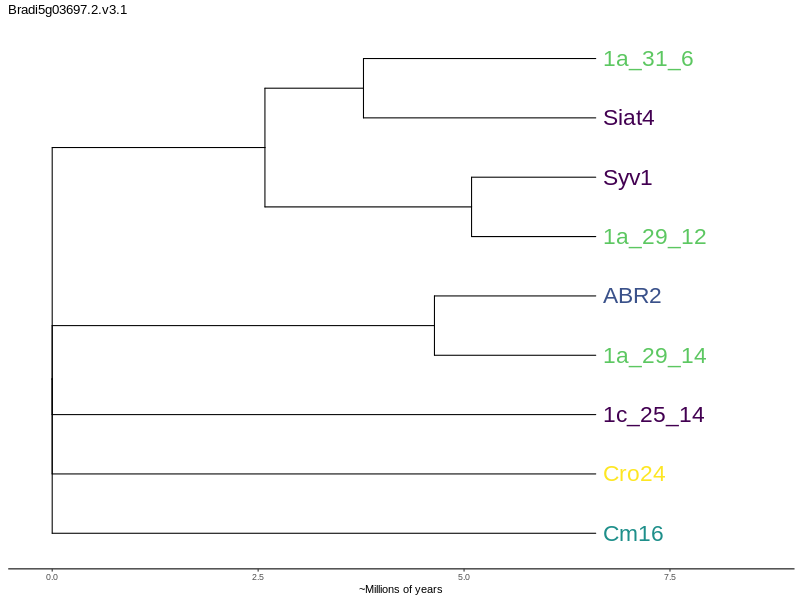 Bradi5g03697.2.v3.1
1a_31_6
Siat4
Syv1
1a_29_12
ABR2
1a_29_14
1c_25_14
Cro24
Cm16
0.0 2.5 5.0 7.5
~Millions of years